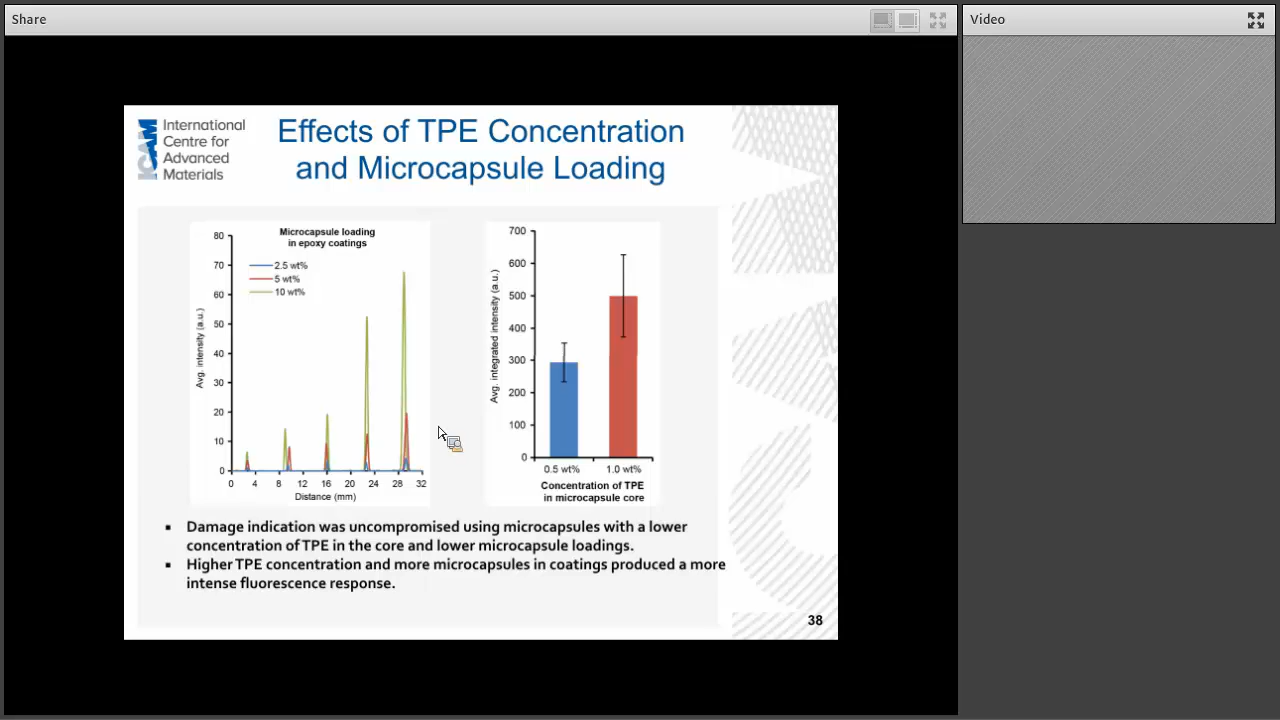 Share
Video
ICAM
International
Centre for
Advanced
Materials
Effects of TPE Concentration
and Microcapsule Loading
Microcapsule loading
in epoxy coatings
2.5 wt%
5 wt%
10 wt%
Avg. intensity (a.u.)
80
70
60
50
40
30
20
10
0
0 4 8 12 16 20 24 28 32
Distance (mm)
Avg. integrated intensity (a.u.)
700
600
500
400
300
200
100
0
0.5 wt% 1.0 wt%
Concentration of TPE
in microcapsule core
▪ Damage indication was uncompromised using microcapsules with a lower
concentration of TPE in the core and lower microcapsule loadings.
▪ Higher TPE concentration and more microcapsules in coatings produced a more
intense fluorescence response.
38